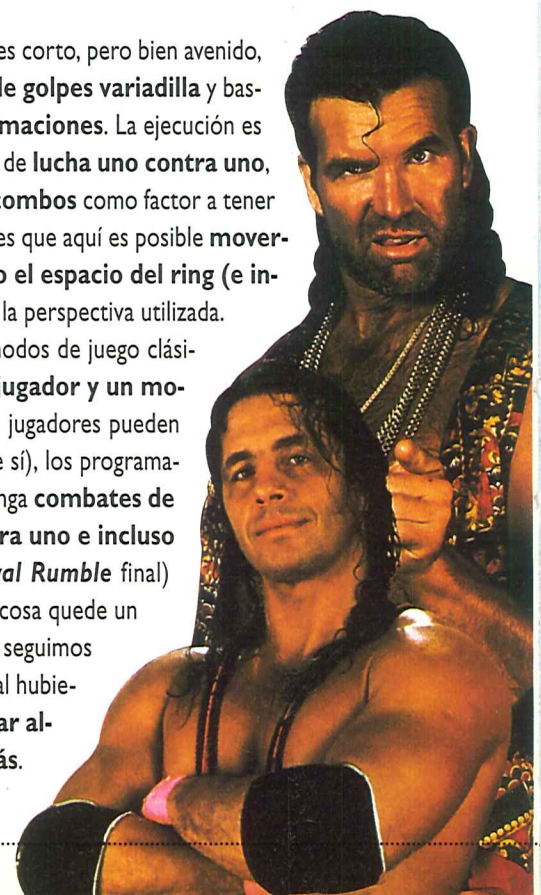 es corto, pero bien avenido,
le golpes variadilla y bas-
maciones. La ejecución es
de lucha uno contra uno,
combos como factor a tener
es que aquí es posible mover-
o el espacio del ring (e in-
la perspectiva utilizada.
nodos de juego clási-
jugador y un mo-
jugadores pueden
e sí), los programa-
nga combates de
ra uno e incluso
val Rumble final)
cosa quede un
seguimos
al hubie-
ar al-
ás.